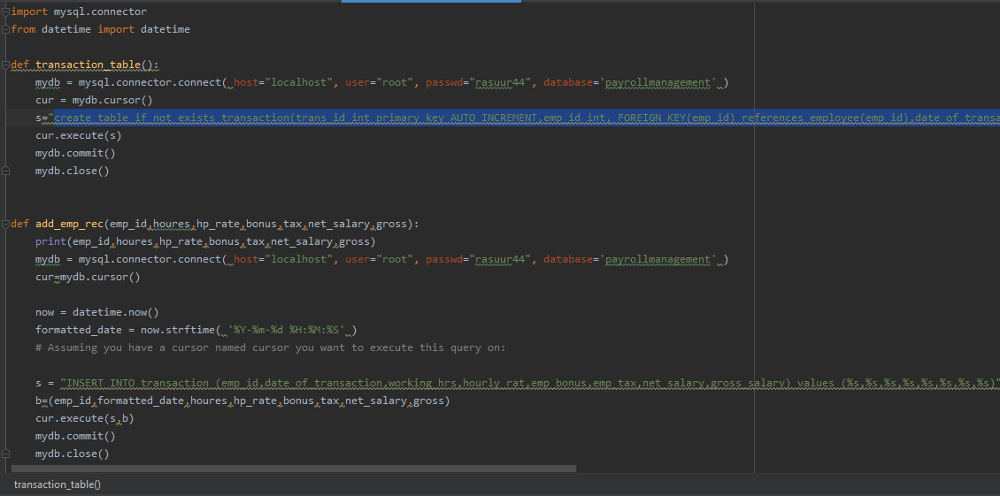 import mysql.connector
from datetime import datetime
def transaction_table():
mydb = mysql.connector.connect( host="localhost", user="root", passwd="rasuur44", database='payrollmanagement' )
cur = mydb.cursor()
s="create table if not exists transaction(trans_id int primary key AUTO_INCREMENT,emp_id int, FOREIGN KEY(emp_id) references employee(emp_id),date_of_transa
cur.execute(s)
mydb.commit()
mydb.close()
def add_emp_rec(emp_id,houres,hp_rate,bonus,tax,net_salary,gross):
print(emp_id,houres,hp_rate,bonus,tax,net_salary,gross)
mydb = mysql.connector.connect( host="localhost", user="root", passwd="rasuur44", database='payrollmanagement' )
cur=mydb.cursor()
now = datetime.now()
formatted_date = now.strftime( '%Y-%m-%d %H:%M:%S' )
# Assuming you have a cursor named cursor you want to execute this query on:
s = "INSERT INTO transaction (emp_id,date_of_transaction,working_hrs,hourly_rat,emp_bonus,emp_tax,net_salary,gross_salary) values (%s,%s,%s,%s,%s,%s,%s,%s)"
b=(emp_id,formatted_date,houres,hp_rate,bonus,tax,net_salary,gross)
cur.execute(s,b)
mydb.commit()
mydb.close()
transaction_table()